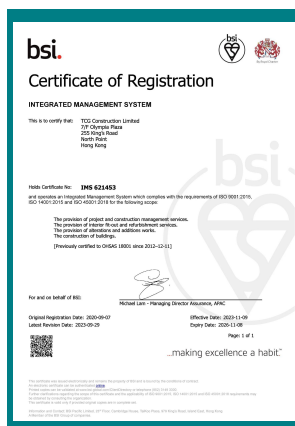 bsi.
bsi
By Royal Charter
Certificate of Registration
INTEGRATED MANAGEMENT SYSTEM
This is to certify that: TCG Construction Limited
7/F Olympia Plaza
255 King's Road
North Point
Hong Kong
Holds Certificate No: IMS 621453
and operates an Integrated Management System which complies with the requirements of ISO 9001:2015,
ISO 14001:2015 and ISO 45001:2018 for the following scope:
The provision of project and construction management services.
The provision of interior fit-out and refurbishment services.
The provision of alterations and additions works.
The construction of buildings.
[Previously certified to OHSAS 18001 since 2012-12-11]
For and on behalf of BSI:
Michael Lam - Managing Director Assurance, APAC
Original Registration Date: 2020-09-07 Effective Date: 2023-11-09
Latest Revision Date: 2023-09-29 Expiry Date: 2026-11-08
Page: 1 of 1
...making excellence a habit.